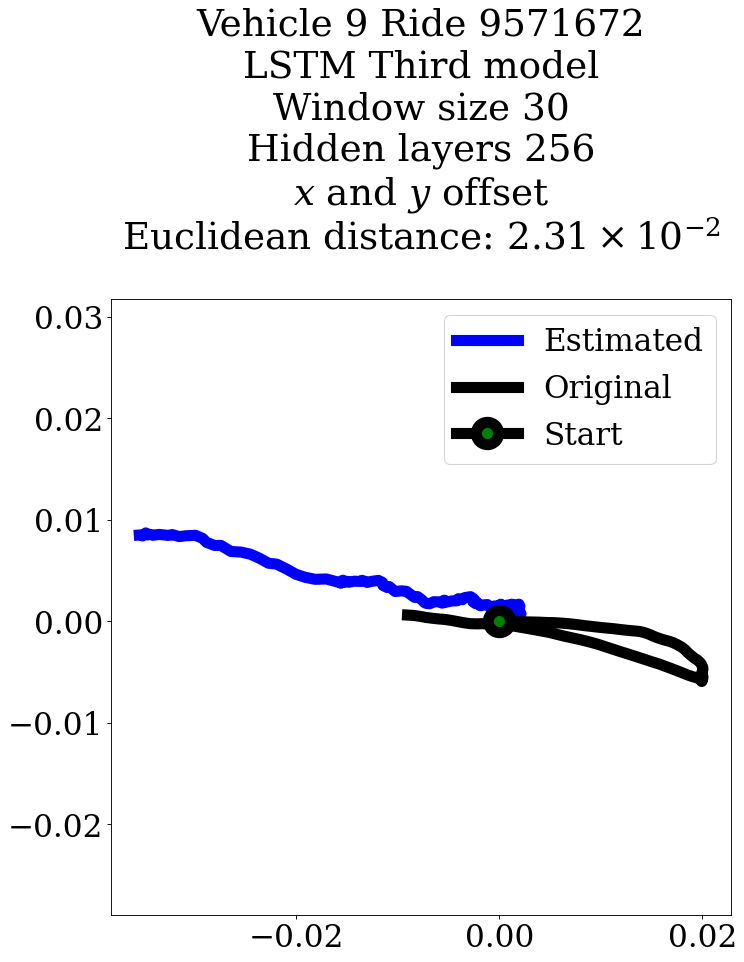 Vehicle 9 Ride 9571672
LSTM Third model
Window size 30
Hidden layers 256
x and y offset
Euclidean distance: 2.31 × 10⁻²
0.03
0.02
0.01
0.00
−0.01
−0.02
Estimated
Original
Start
−0.02
0.00
0.02